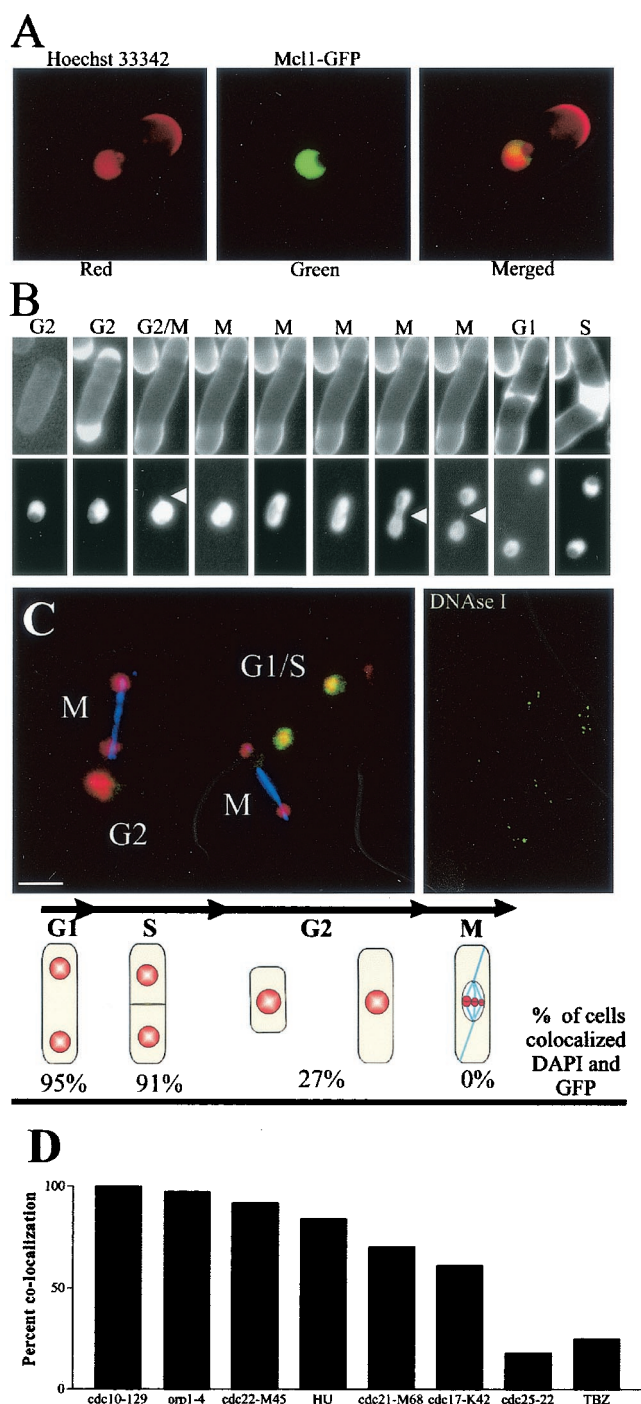 A
Hoechst 33342 Mcl1-GFP
Red Green Merged
B
G2 G2 G2/M M M M M M G1 S
C
M
G1/S
G2
M
DNAse I
G1 S G2 M
% of cells
colocalized
DAPI and
GFP
95% 91% 27% 0%
D
Percent co-localization
100
50
0
cdc10-129 orp1-4 cdc22-M45 HU cdc21-M68 cdc17-K42 cdc25-22 TBZ